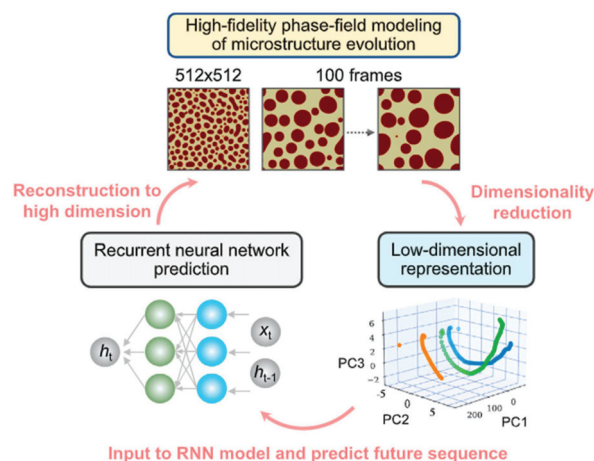 High-fidelity phase-field modeling
of microstructure evolution
512x512
100 frames
Reconstruction to
high dimension
Dimensionality
reduction
Recurrent neural network
prediction
Low-dimensional
representation
hₜ
xₜ
hₜ₋₁
6
4
2
0
−2
PC3
-5
0
5
PC2
200
100
0
PC1
Input to RNN model and predict future sequence